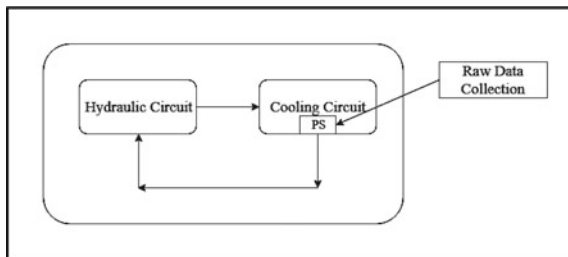 Hydraulic Circuit
Cooling Circuit
PS
Raw Data
Collection